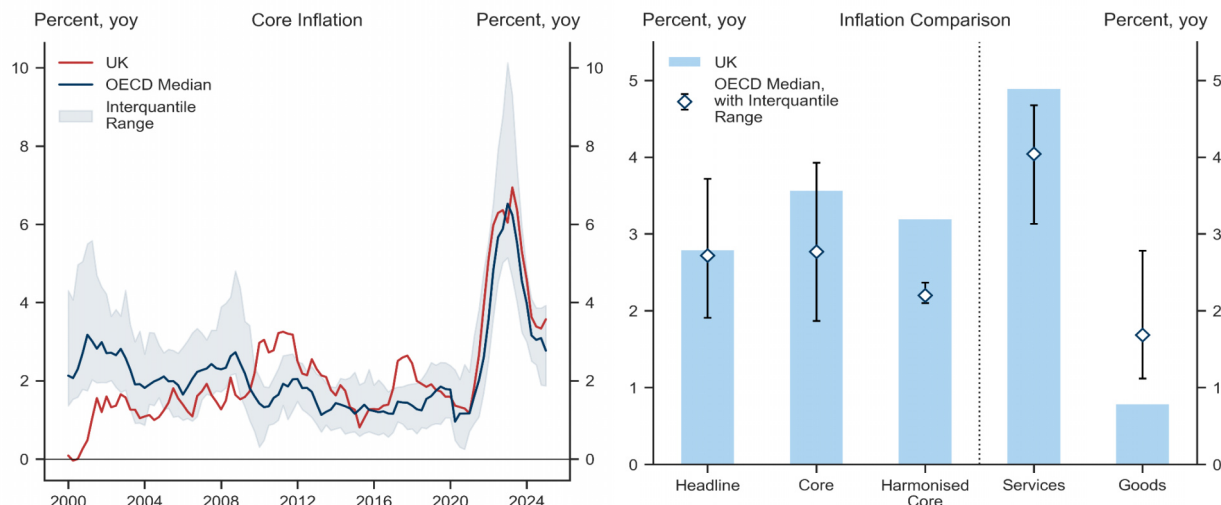 Percent, yoy
Core Inflation
Percent, yoy
UK
OECD Median
Interquantile
Range
10
8
6
4
2
0
10
8
6
4
2
0
2000
2004
2008
2012
2016
2020
2024
Percent, yoy
Inflation Comparison
Percent, yoy
UK
OECD Median,
with Interquantile
Range
5
4
3
2
1
0
5
4
3
2
1
0
Headline
Core
Harmonised
Core
Services
Goods